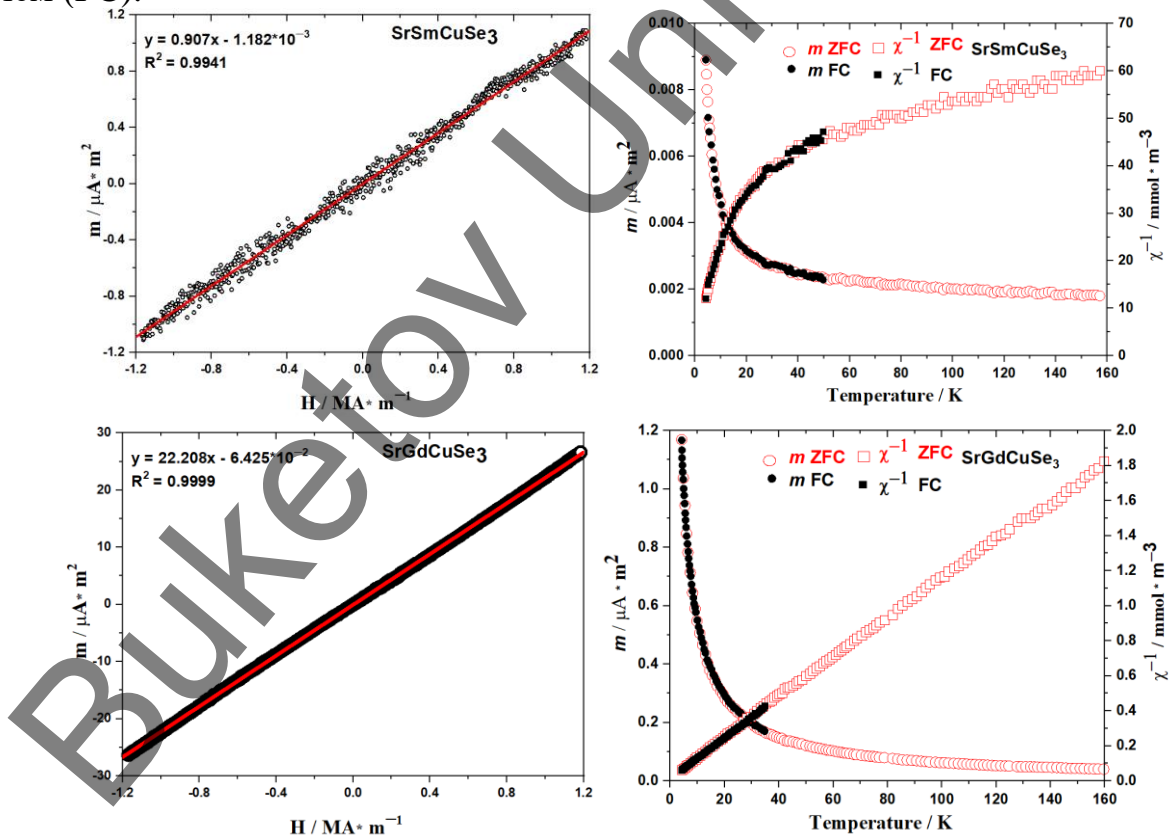 (FC).
1.2
0.8
0.4
0.0
-0.4
-0.8
-1.2
m / μA* m²
y = 0.907x - 1.182*10⁻³
R² = 0.9941
SrSmCuSe₃
-1.2 -0.8 -0.4 0.0 0.4 0.8 1.2
H / MA* m⁻¹
0.010
0.008
0.006
0.004
0.002
0.000
m / μA* m²
m ZFC χ⁻¹ ZFC SrSmCuSe₃
m FC χ⁻¹ FC
70
60
50
40
30
20
10
0
χ⁻¹ / mmol * m⁻³
0 20 40 60 80 100 120 140 160
Temperature / K
30
20
10
0
-10
-20
-30
m / μA* m²
y = 22.208x - 6.425*10⁻²
R² = 0.9999
SrGdCuSe₃
-1.2 -0.8 -0.4 0.0 0.4 0.8 1.2
H / MA* m⁻¹
1.2
1.0
0.8
0.6
0.4
0.2
0.0
m / μA* m²
m ZFC χ⁻¹ ZFC SrGdCuSe₃
m FC χ⁻¹ FC
2.0
1.8
1.6
1.4
1.2
1.0
0.8
0.6
0.4
0.2
0.0
χ⁻¹ / mmol * m⁻³
0 20 40 60 80 100 120 140 160
Temperature / K
Buketov Uni